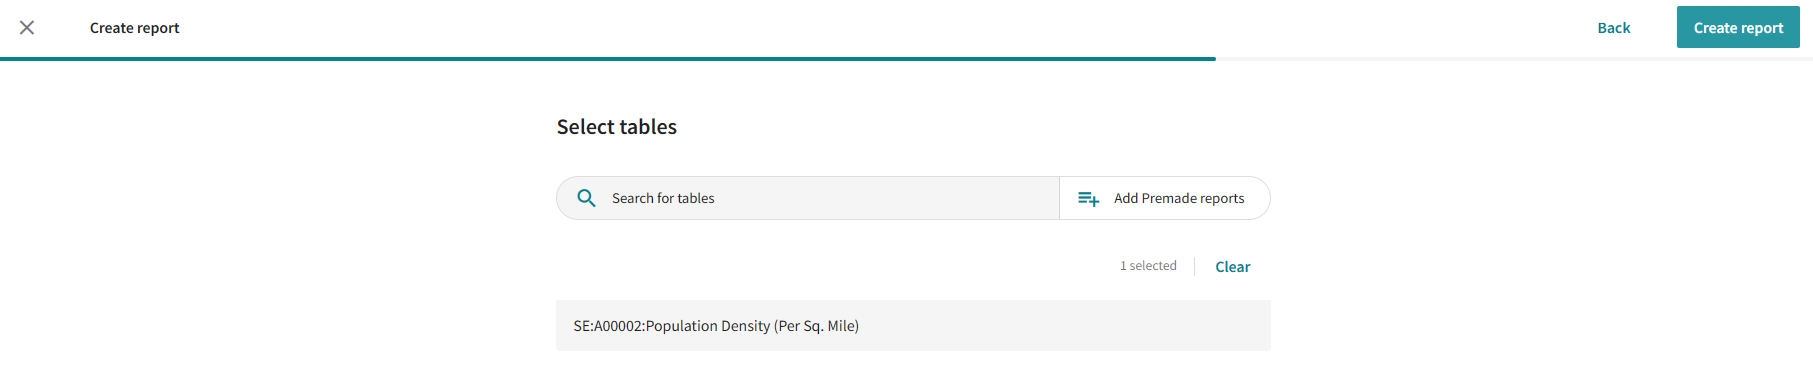 Create report
Back
Create report
Select tables
Search for tables
Add Premade reports
1 selected
Clear
SE:A00002:Population Density (Per Sq. Mile)